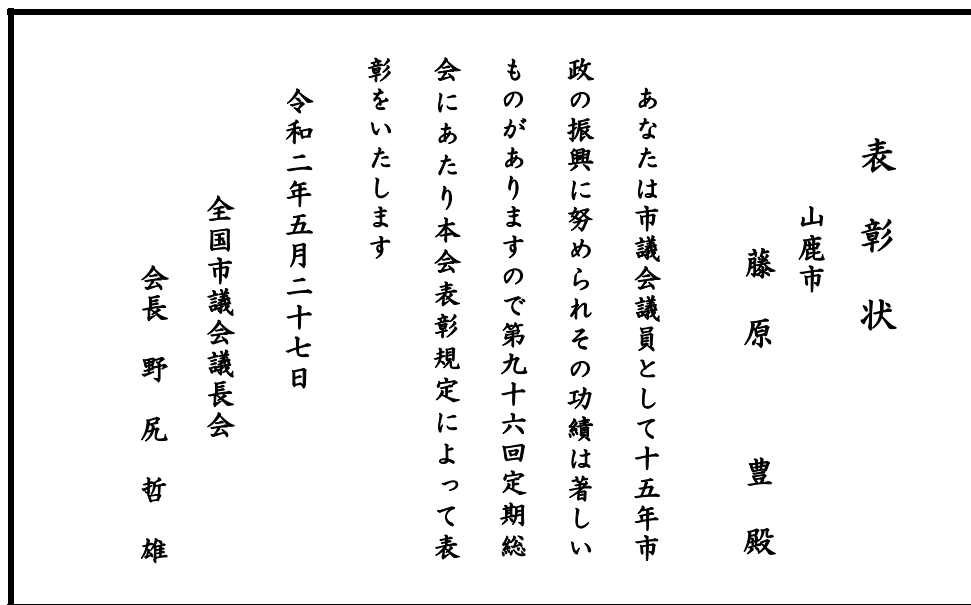 表彰状
山鹿市
藤原　豊殿
あなたは市議会議員として十五年市
政の振興に努められその功績は著しい
ものがありますので第九十六回定期総
会にあたり本会表彰規定によって表
彰をいたします
令和二年五月二十七日
全国市議会議長会
会長　野尻哲雄